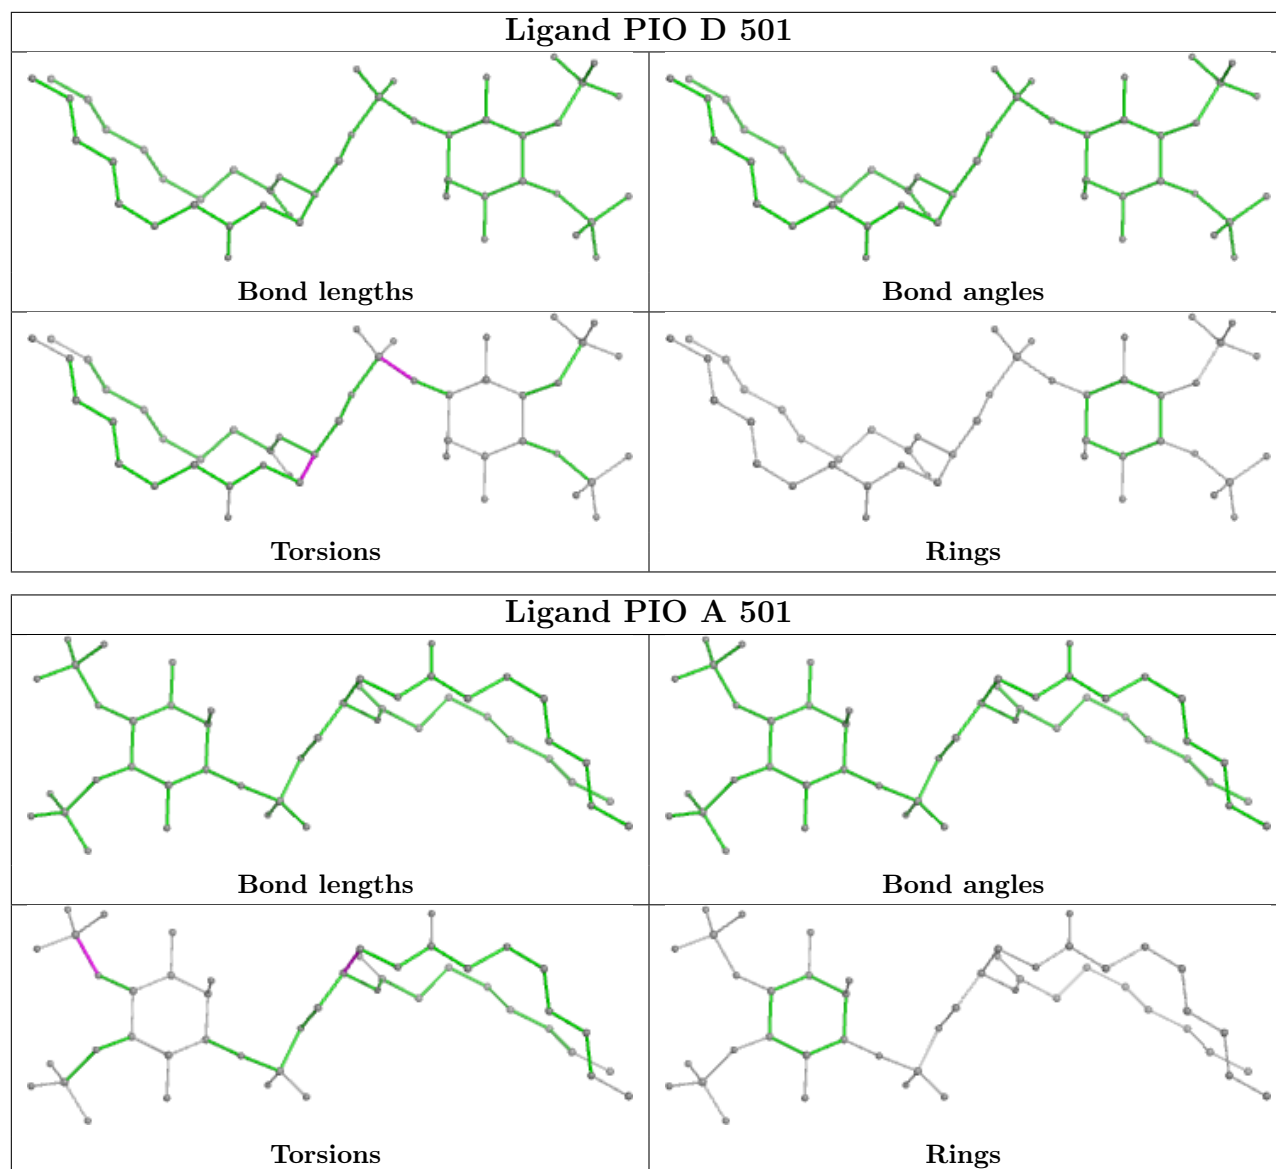 Ligand PIO D 501
Bond lengths
Bond angles
Torsions
Rings
Ligand PIO A 501
Bond lengths
Bond angles
Torsions
Rings